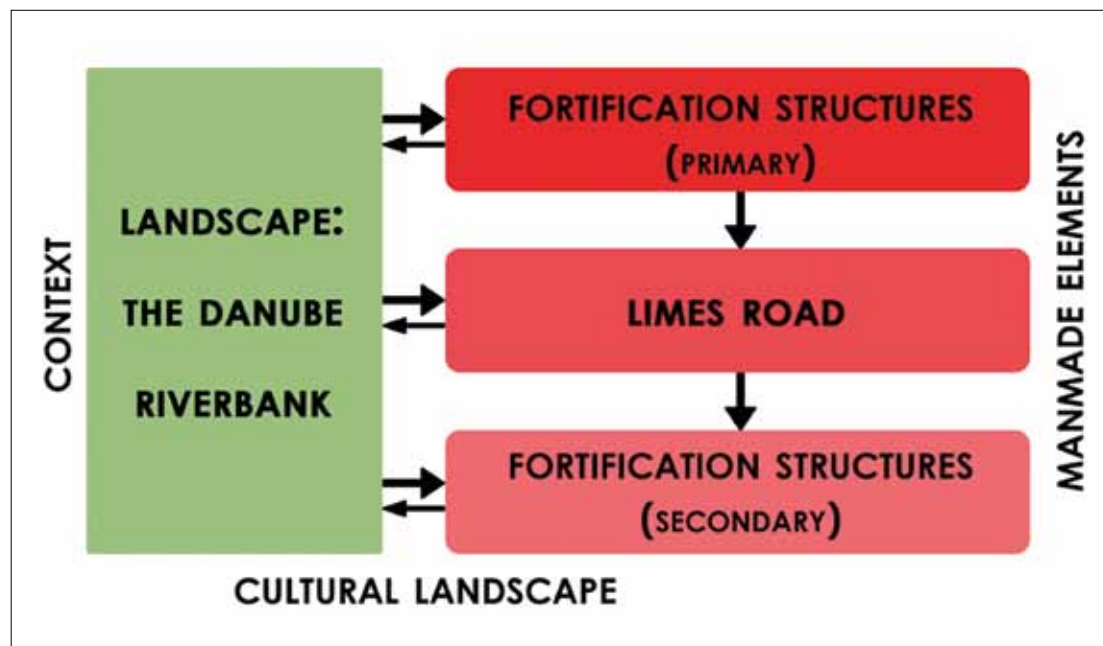 CONTEXT
LANDSCAPE:
THE DANUBE
RIVERBANK
FORTIFICATION STRUCTURES
(PRIMARY)
LIMES ROAD
FORTIFICATION STRUCTURES
(SECONDARY)
MANMADE ELEMENTS
CULTURAL LANDSCAPE